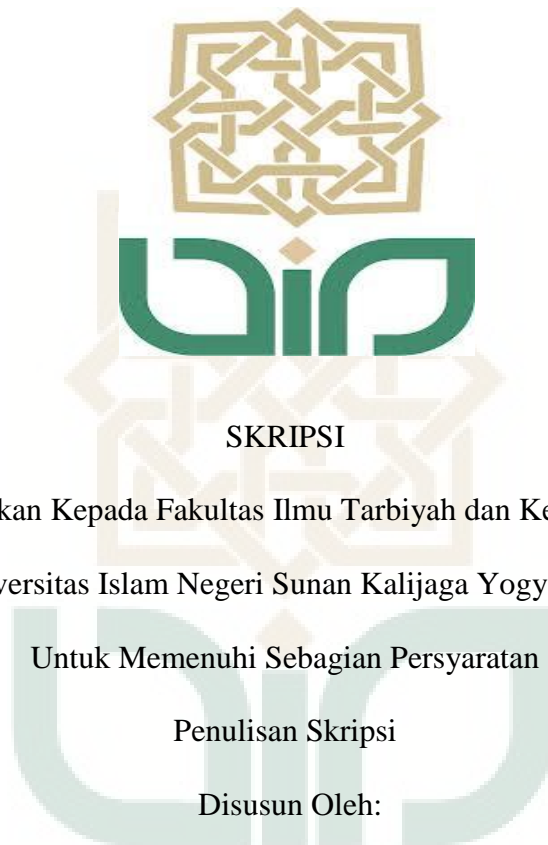 uin
SKRIPSI
kan Kepada Fakultas Ilmu Tarbiyah dan Ke
versitas Islam Negeri Sunan Kalijaga Yogy
Untuk Memenuhi Sebagian Persyaratan
Penulisan Skripsi
Disusun Oleh: